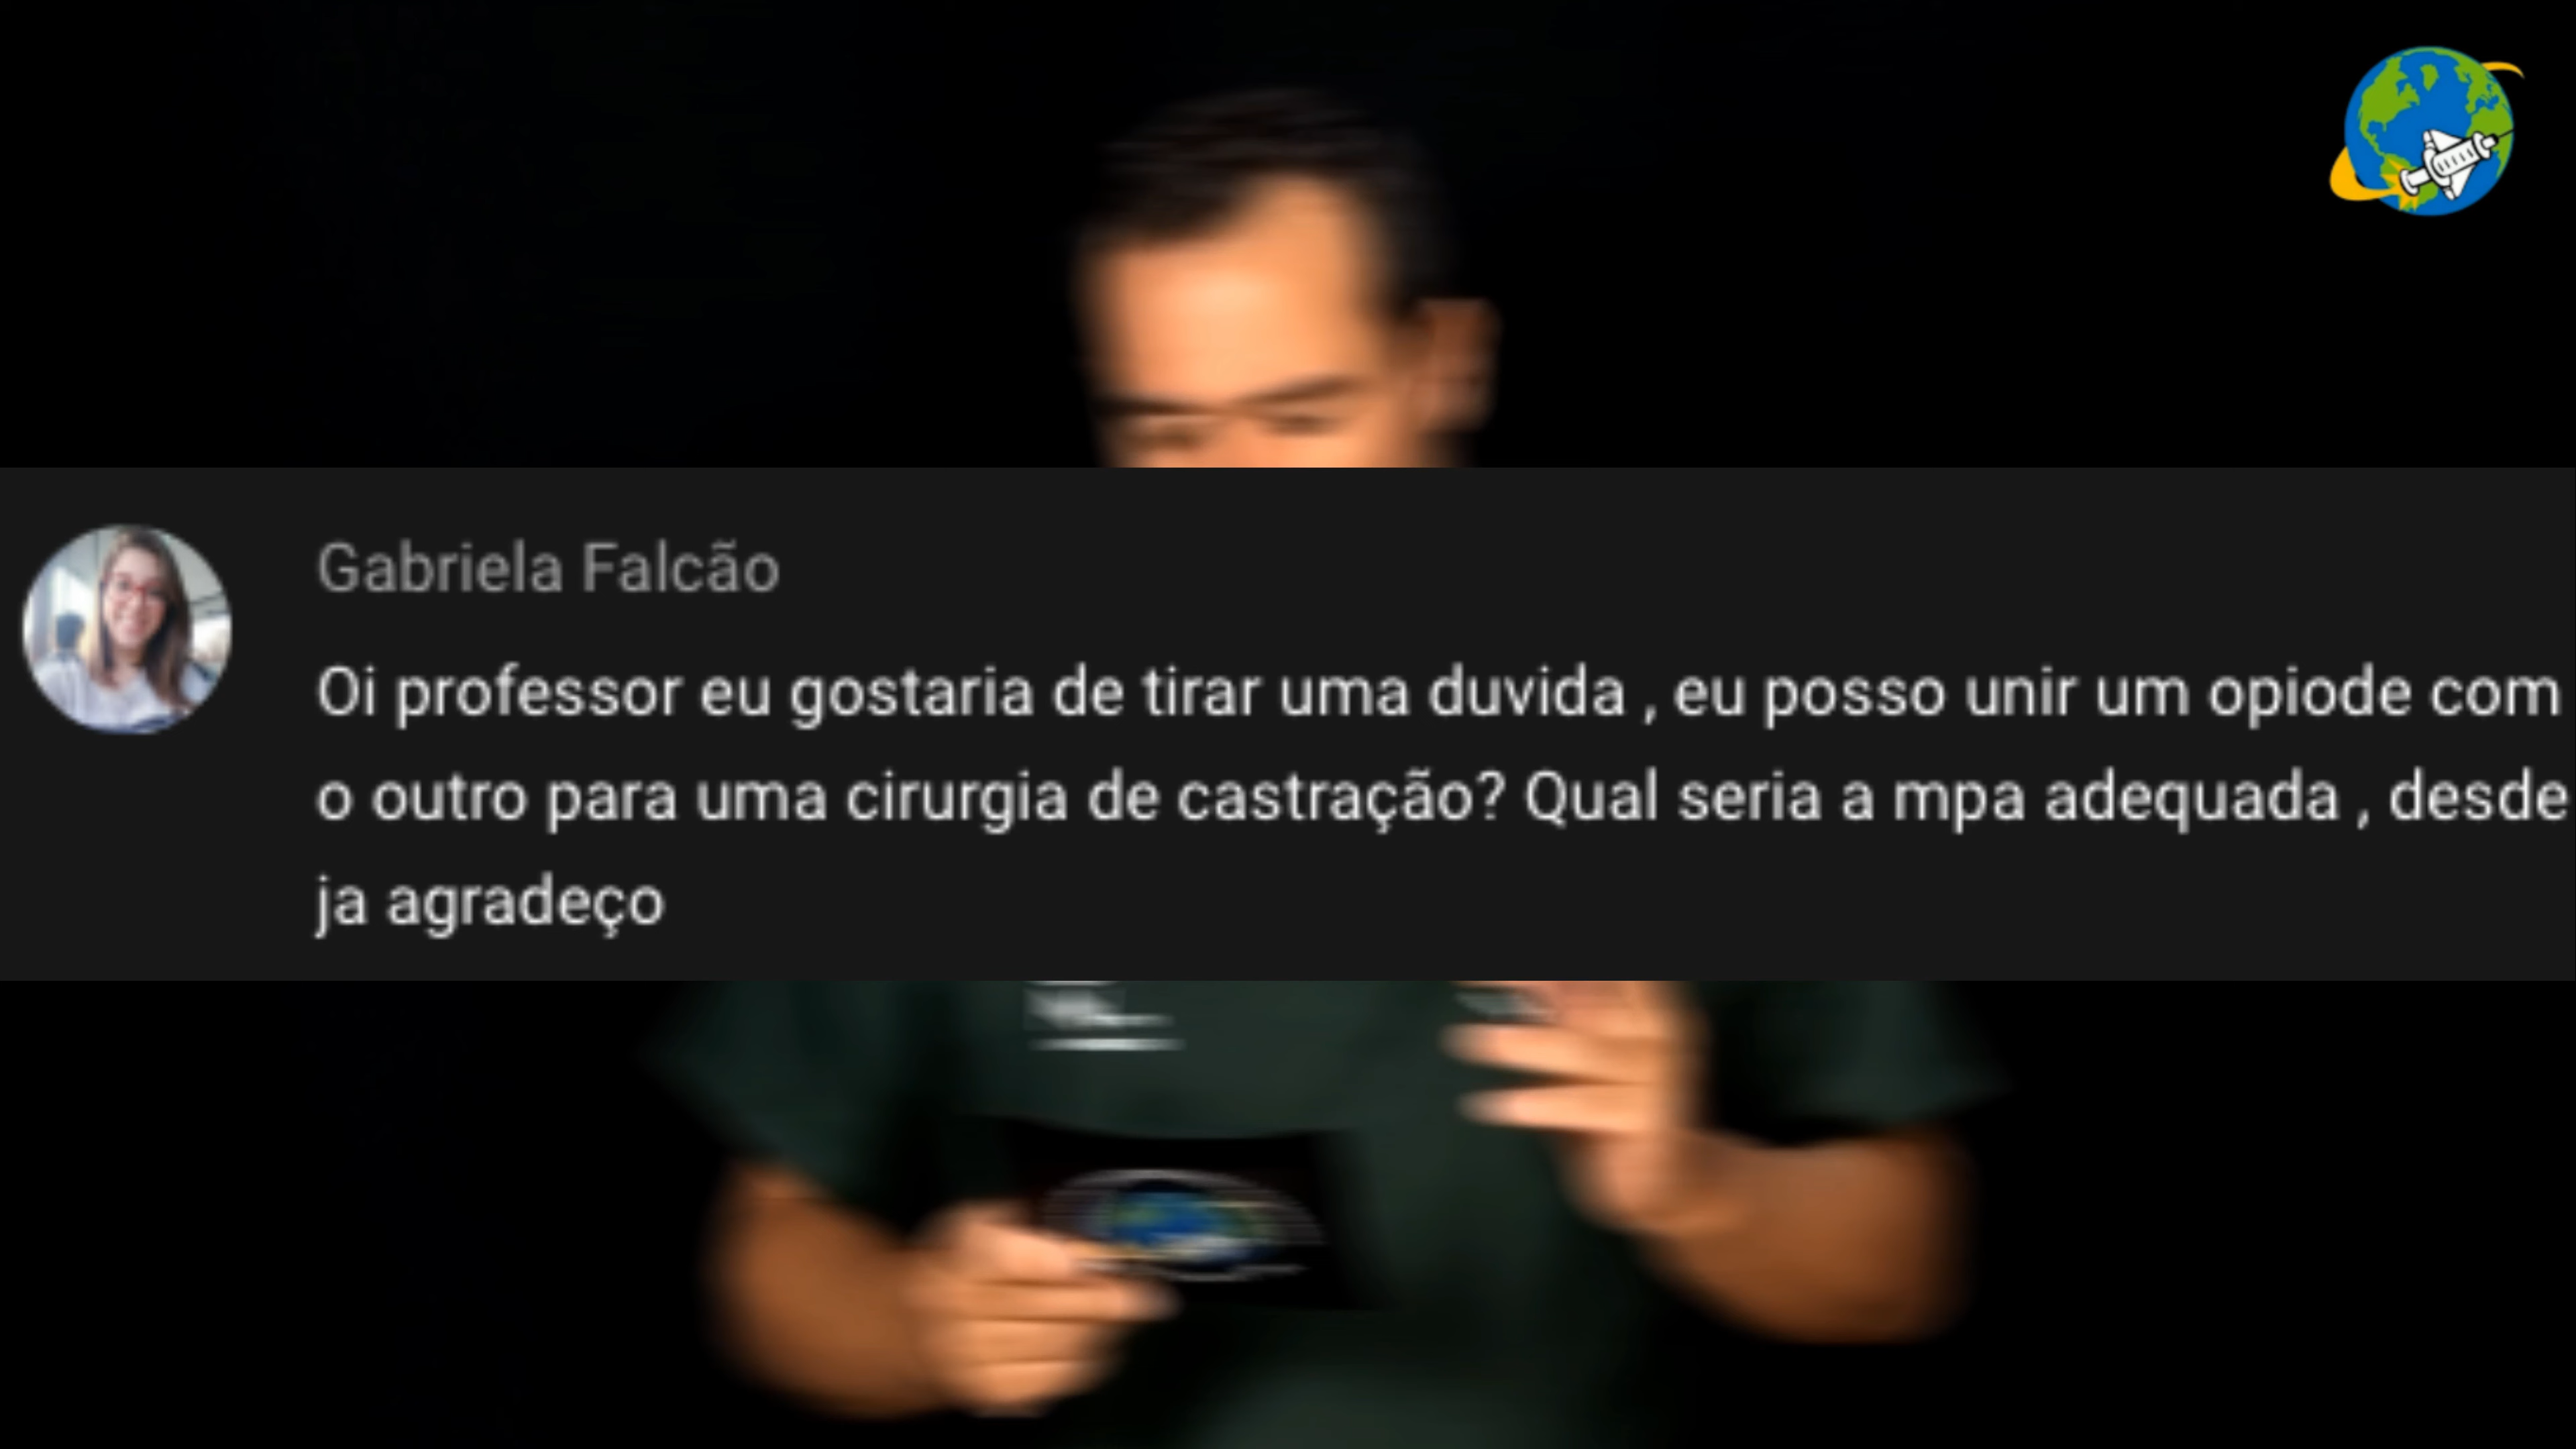 Gabriela Falcão
Oi professor eu gostaria de tirar uma duvida , eu posso unir um opiode com
o outro para uma cirurgia de castração? Qual seria a mpa adequada , desde
ja agradeço